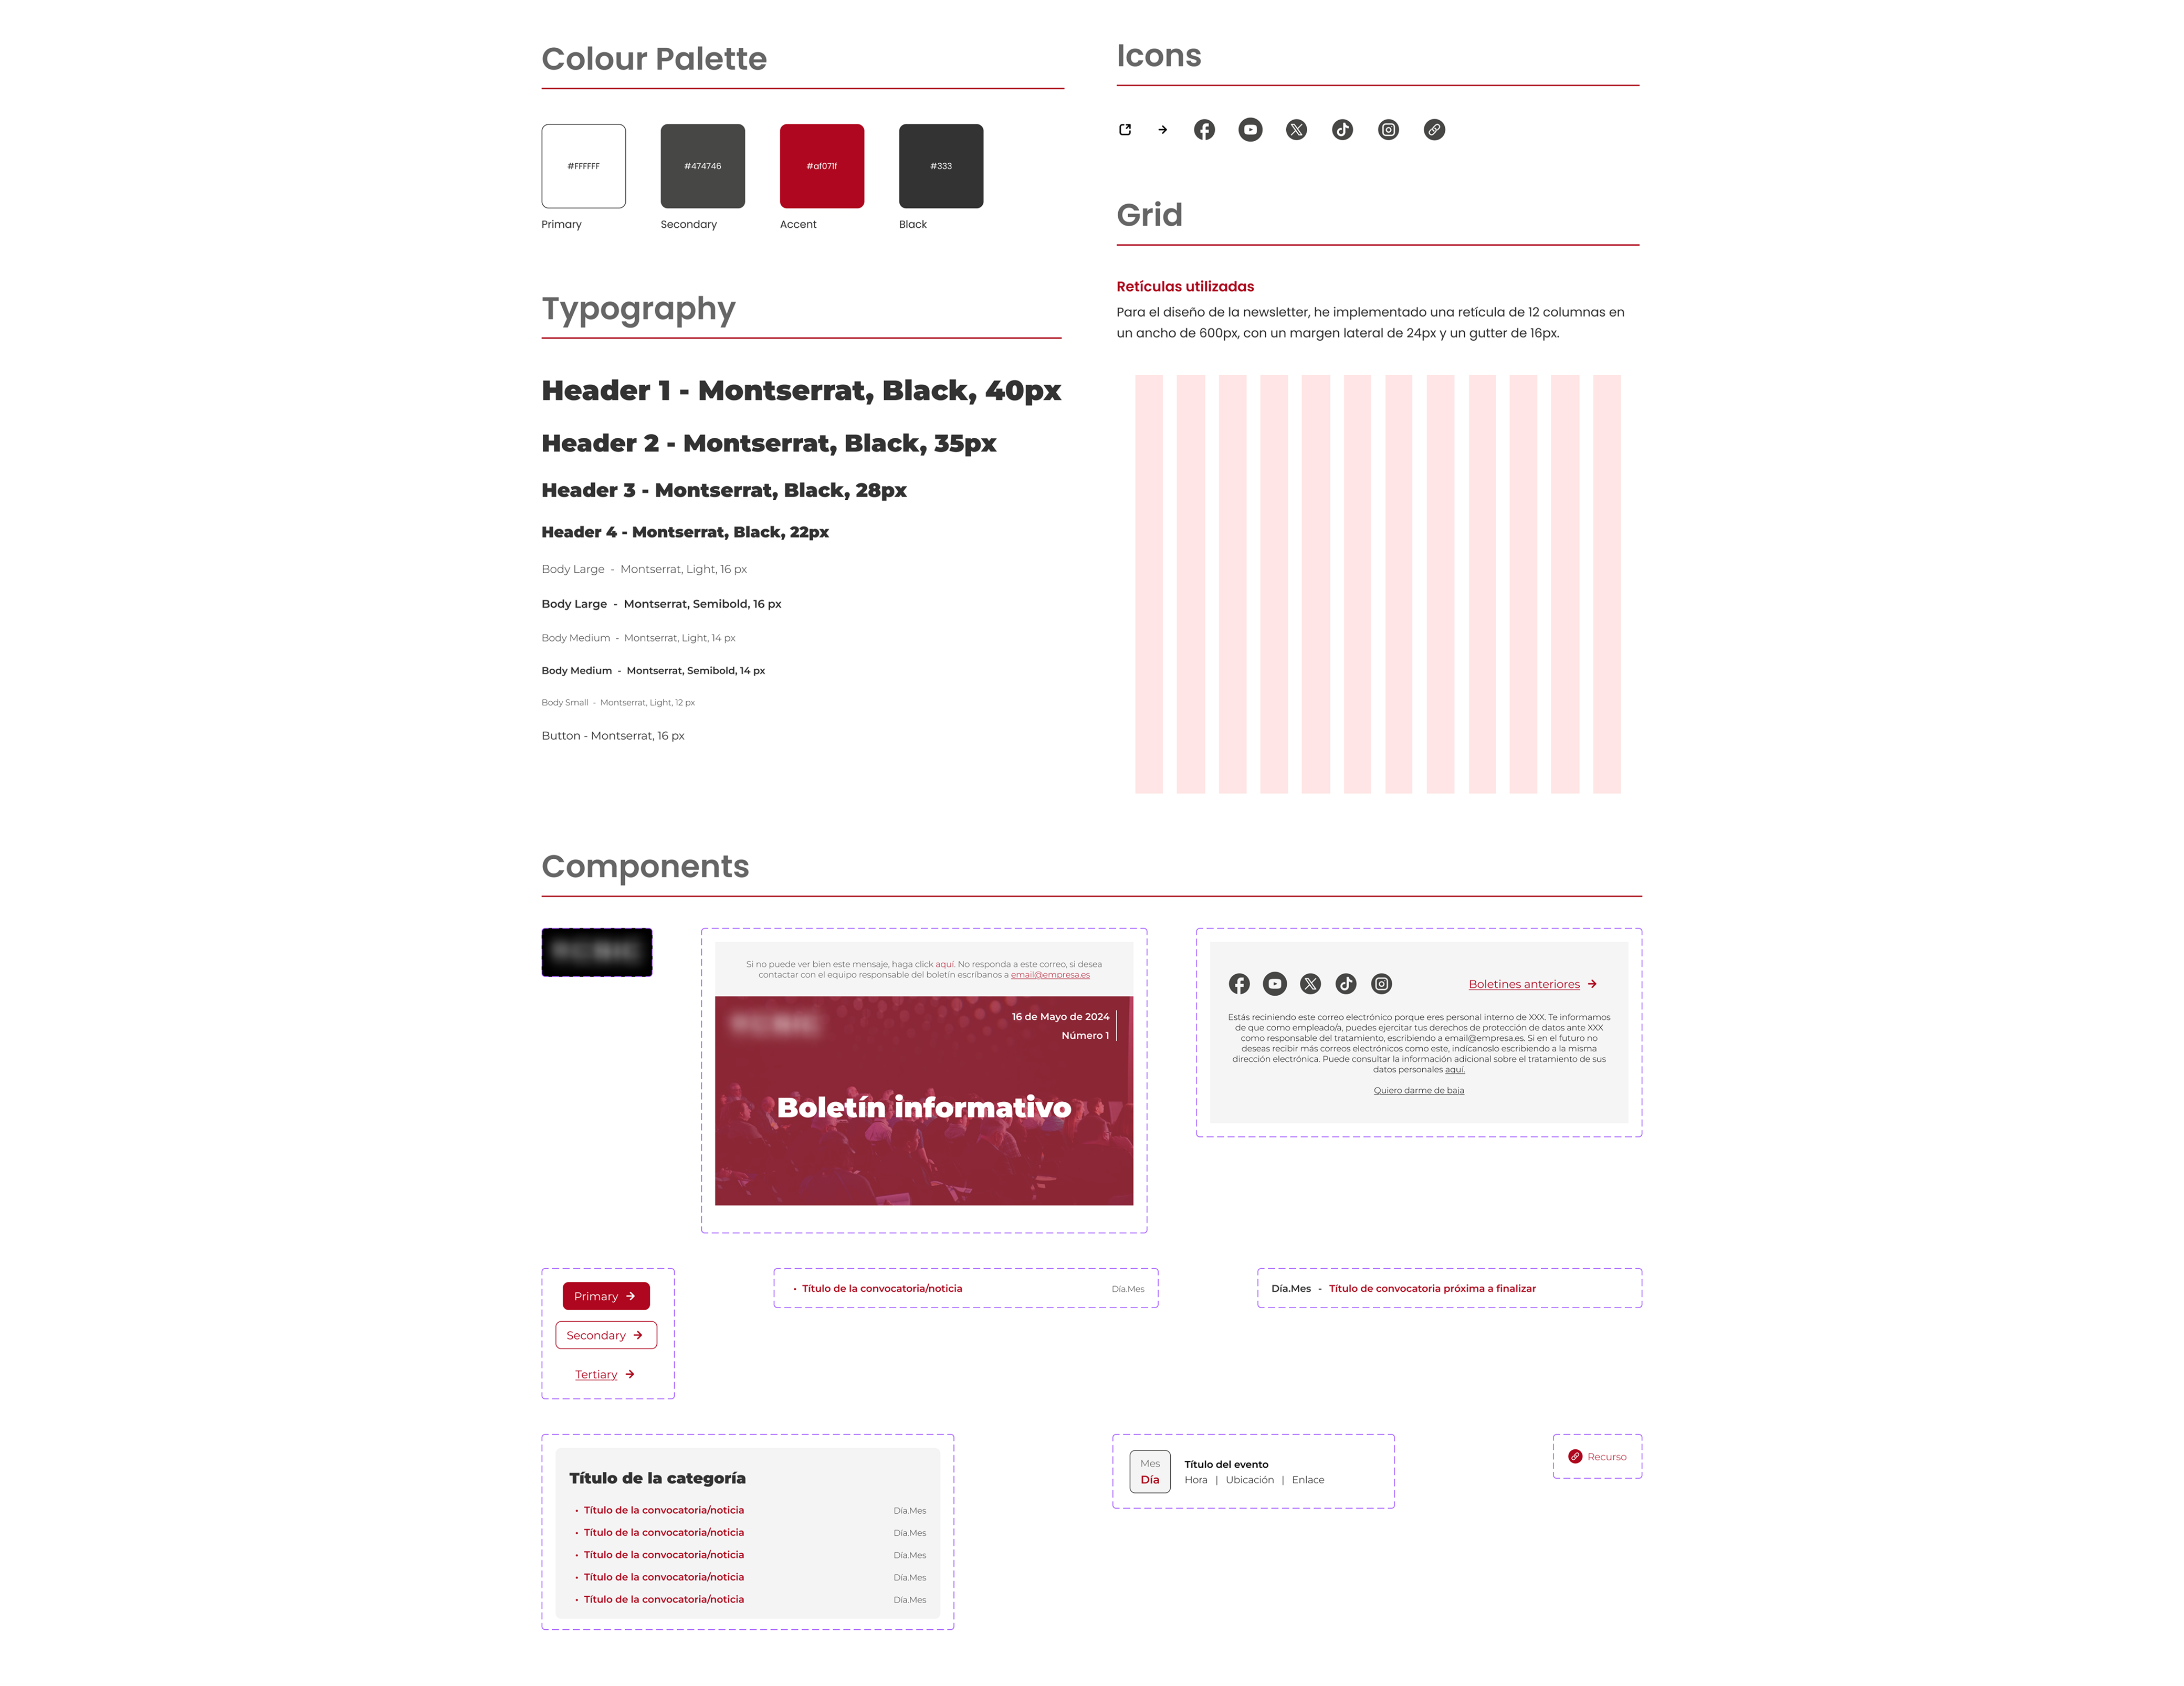 Colour Palette
#FFFFFF
#474746
#af071f
#333
Primary
Secondary
Accent
Black
Typography
Header 1 - Montserrat, Black, 40px
Header 2 - Montserrat, Black, 35px
Header 3 - Montserrat, Black, 28px
Header 4 - Montserrat, Black, 22px
Body Large - Montserrat, Light, 16 px
Body Large - Montserrat, Semibold, 16 px
Body Medium - Montserrat, Light, 14 px
Body Medium - Montserrat, Semibold, 14 px
Body Small - Montserrat, Light, 12 px
Button - Montserrat, 16 px
Icons
Grid
Retículas utilizadas
Para el diseño de la newsletter, he implementado una retícula de 12 columnas en
un ancho de 600px, con un margen lateral de 24px y un gutter de 16px.
Components
Si no puede ver bien este mensaje, haga click aquí. No responda a este correo, si desea
contactar con el equipo responsable del boletín escríbanos a email@empresa.es
16 de Mayo de 2024
Número 1
Boletín informativo
Boletines anteriores
Estás reciniendo este correo electrónico porque eres personal interno de XXX. Te informamos
de que como empleado/a, puedes ejercitar tus derechos de protección de datos ante XXX
como responsable del tratamiento, escribiendo a email@empresa.es. Si en el futuro no
deseas recibir más correos electrónicos como este, indícanoslo escribiendo a la misma
dirección electrónica. Puede consultar la información adicional sobre el tratamiento de sus
datos personales aquí.
Quiero darme de baja
Primary
Secondary
Tertiary
• Título de la convocatoria/noticia
Día.Mes
Día.Mes - Título de convocatoria próxima a finalizar
Título de la categoría
• Título de la convocatoria/noticia Día.Mes
• Título de la convocatoria/noticia Día.Mes
• Título de la convocatoria/noticia Día.Mes
• Título de la convocatoria/noticia Día.Mes
• Título de la convocatoria/noticia Día.Mes
Mes
Día
Título del evento
Hora | Ubicación | Enlace
Recurso